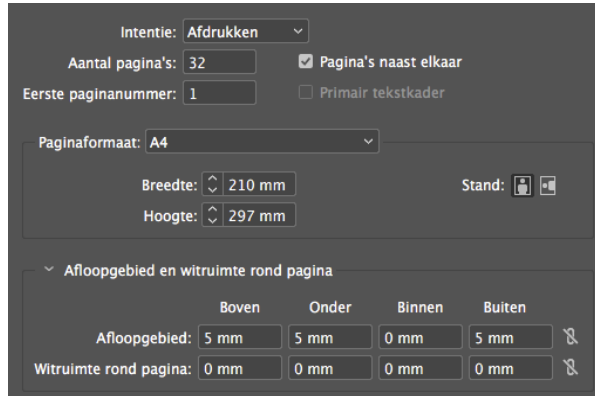 Intentie: Afdrukken
Aantal pagina's: 32 Pagina's naast elkaar
Eerste paginanummer: 1 Primair tekstkader
Paginaformaat: A4
Breedte: 210 mm Stand:
Hoogte: 297 mm
Afloopgebied en witruimte rond pagina
Boven Onder Binnen Buiten
Afloopgebied: 5 mm 5 mm 0 mm 5 mm
Witruimte rond pagina: 0 mm 0 mm 0 mm 0 mm